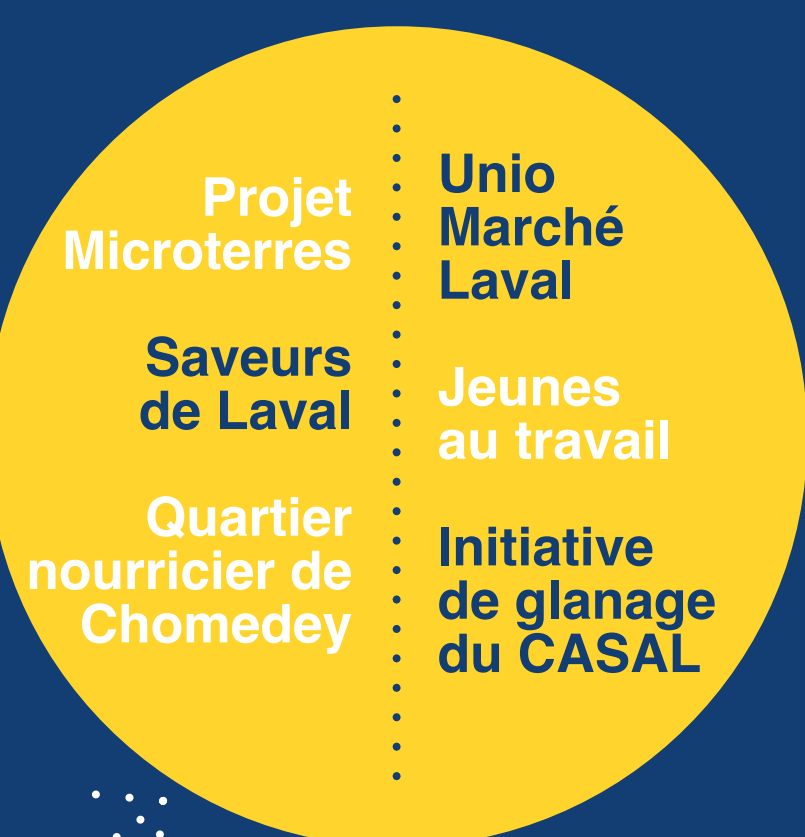 Projet
Microterres
Saveurs
de Laval
Quartier
nourricier de
Chomedey
Unio
Marché
Laval
Jeunes
au travail
Initiative
de glanage
du CASAL